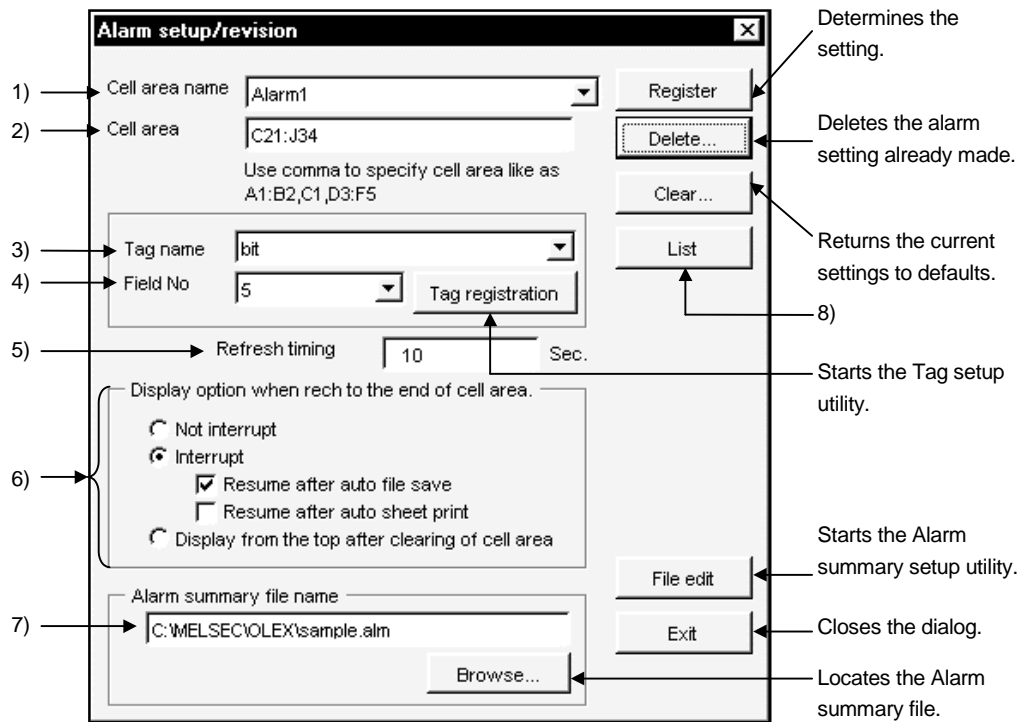 Alarm setup/revision
Determines the
setting.
1)
Cell area name
Alarm1
Register
2)
Cell area
C21:J34
Delete...
Deletes the alarm
setting already made.
Use comma to specify cell area like as
A1:B2,C1,D3:F5
Clear...
Returns the current
settings to defaults.
3)
Tag name
bit
List
4)
Field No
5
Tag registration
8)
5)
Refresh timing
10
Sec.
Starts the Tag setup
utility.
6)
Display option when rech to the end of cell area.
Not interrupt
Interrupt
Resume after auto file save
Resume after auto sheet print
Display from the top after clearing of cell area
File edit
Starts the Alarm
summary setup utility.
7)
Alarm summary file name
C:\MELSEC\OLEX\sample.alm
Exit
Closes the dialog.
Browse...
Locates the Alarm
summary file.